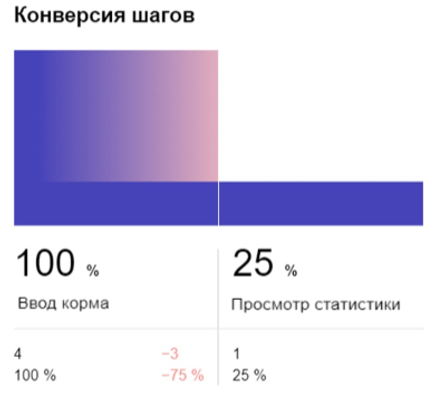 Конверсия шагов
100 % 25 %
Ввод корма Просмотр статистики
4 −3 1
100 % −75 % 25 %